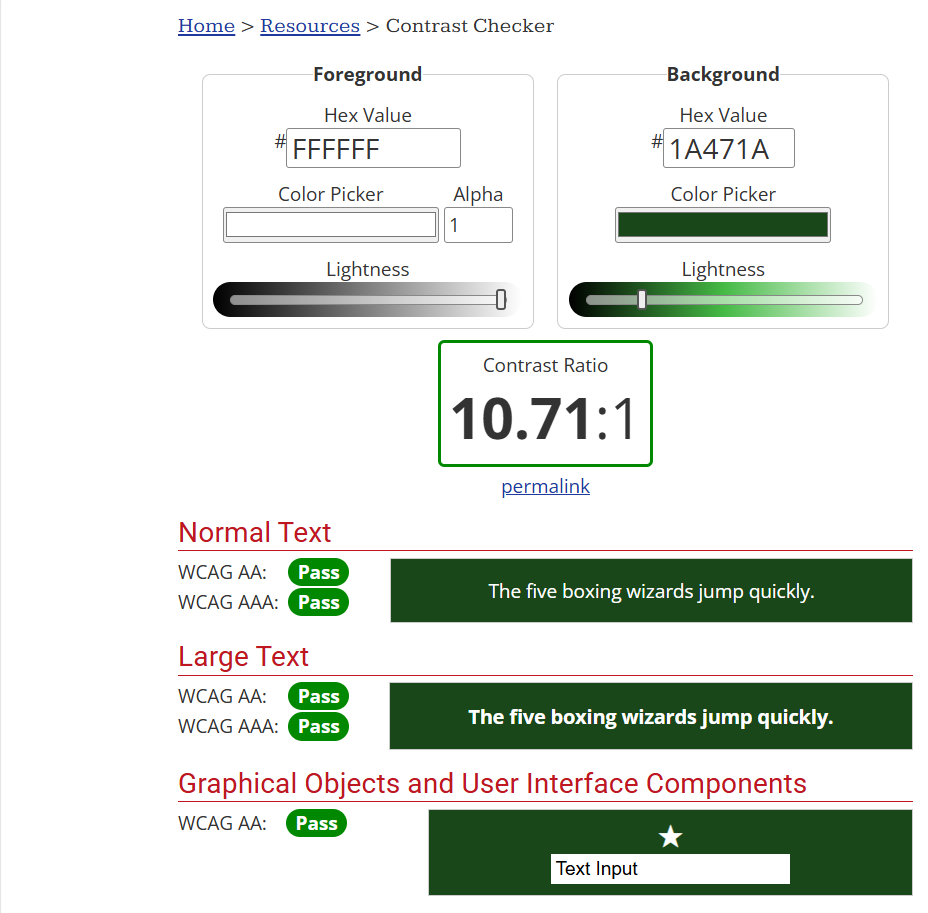 Home > Resources > Contrast Checker
Foreground
Hex Value
#FFFFFF
Color Picker Alpha
1
Lightness
Background
Hex Value
#1A471A
Color Picker
Lightness
Contrast Ratio
10.71:1
permalink
Normal Text
WCAG AA: Pass
WCAG AAA: Pass
The five boxing wizards jump quickly.
Large Text
WCAG AA: Pass
WCAG AAA: Pass
The five boxing wizards jump quickly.
Graphical Objects and User Interface Components
WCAG AA: Pass
Text Input